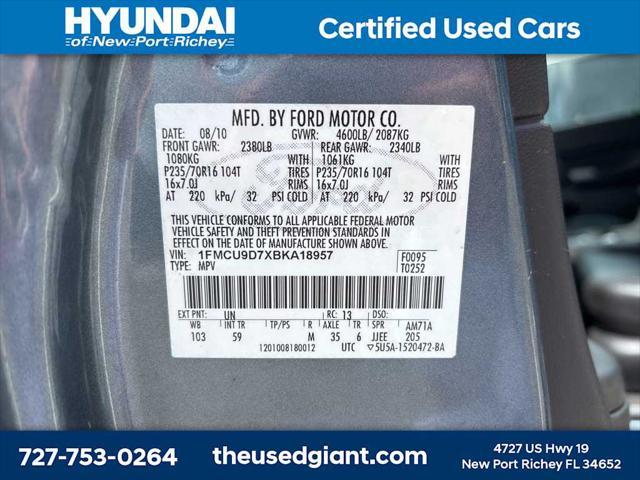 HYUNDAI
of New Port Richey
Certified Used Cars
MFD. BY FORD MOTOR CO.
DATE: 08/10 GVWR: 4600LB/ 2087KG
FRONT GAWR: 2380LB REAR GAWR: 2340LB
1080KG WITH 1061KG WITH
P235/70R16 104T TIRES P235/70R16 104T TIRES
16x7.0J RIMS 16x7.0J RIMS
AT 220 kPa/ 32 PSI COLD AT 220 kPa/ 32 PSI COLD
THIS VEHICLE CONFORMS TO ALL APPLICABLE FEDERAL MOTOR
VEHICLE SAFETY AND THEFT PREVENTION STANDARDS IN EFFECT ON
THE DATE OF MANUFACTURE SHOWN ABOVE.
VIN: 1FMCU9D7XBKA18957 F0095
TYPE: MPV T0252
EXT PNT: UN RC: 13 DSO:
WB INT TR TP/PS R AXLE TR SPR AM71A
103 59 M 35 6 JJEE 205
1201008180012 UTC ▽5U5A-1520472-BA
727-753-0264
theusedgiant.com
4727 US Hwy 19
New Port Richey FL 34652